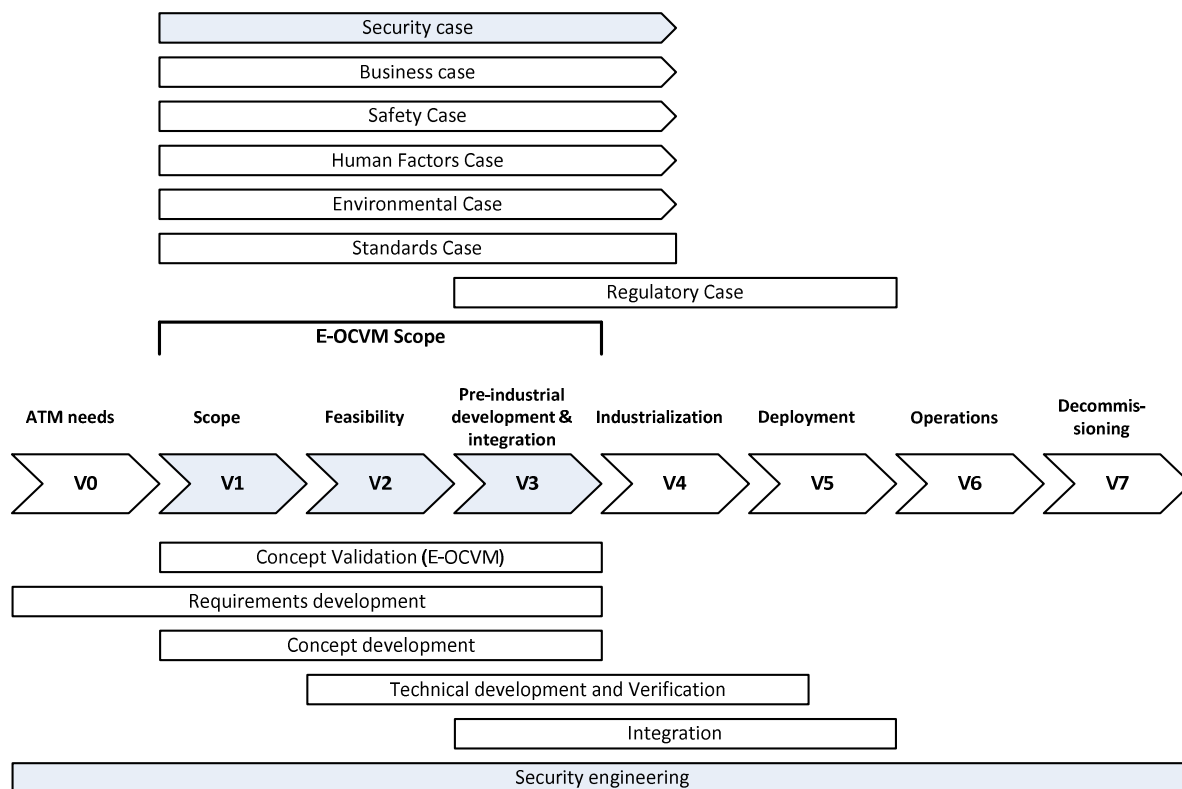 Security case
Business case
Safety Case
Human Factors Case
Environmental Case
Standards Case
Regulatory Case
E-OCVM Scope
ATM needs
Scope
Feasibility
Pre-industrial
development &
integration
Industrialization
Deployment
Operations
Decommis-
sioning
V0
V1
V2
V3
V4
V5
V6
V7
Concept Validation (E-OCVM)
Requirements development
Concept development
Technical development and Verification
Integration
Security engineering